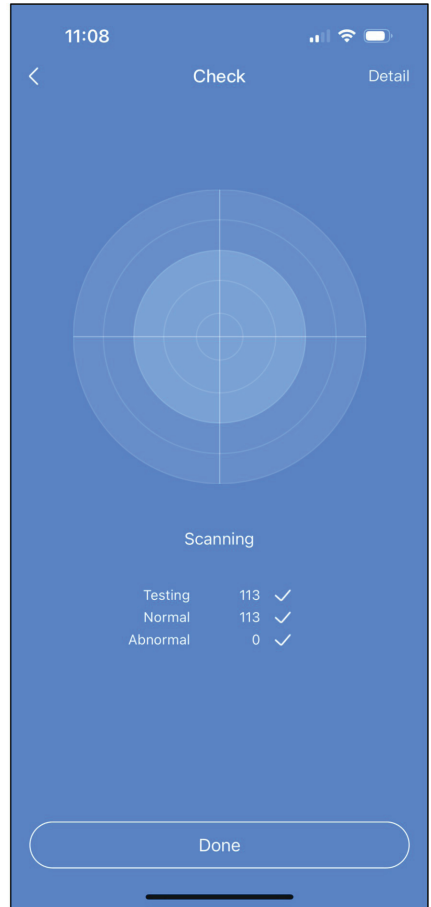 11:08
Check Detail
Scanning
Testing 113
Normal 113
Abnormal 0
Done